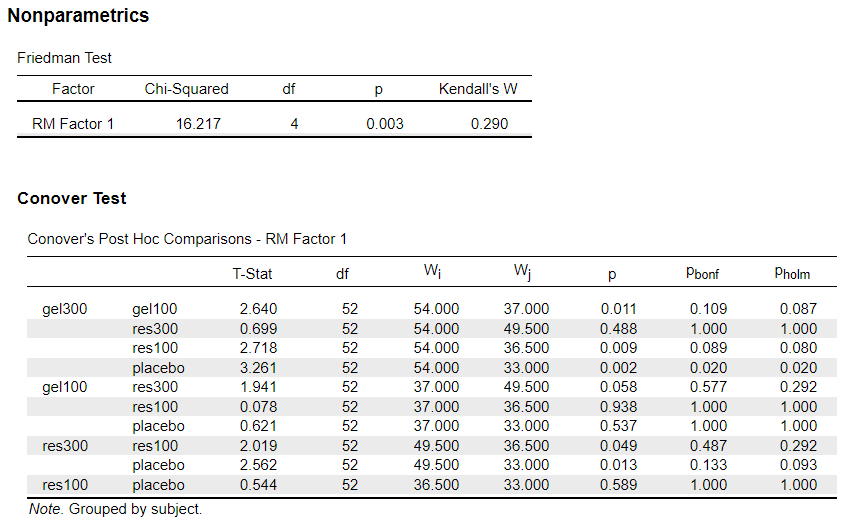 Nonparametrics
Friedman Test
Factor Chi-Squared df p Kendall's W
RM Factor 1 16.217 4 0.003 0.290
Conover Test
Conover's Post Hoc Comparisons - RM Factor 1
T-Stat df Wi Wj p pbonf pholm
gel300 gel100 2.640 52 54.000 37.000 0.011 0.109 0.087
res300 0.699 52 54.000 49.500 0.488 1.000 1.000
res100 2.718 52 54.000 36.500 0.009 0.089 0.080
placebo 3.261 52 54.000 33.000 0.002 0.020 0.020
gel100 res300 1.941 52 37.000 49.500 0.058 0.577 0.292
res100 0.078 52 37.000 36.500 0.938 1.000 1.000
placebo 0.621 52 37.000 33.000 0.537 1.000 1.000
res300 res100 2.019 52 49.500 36.500 0.049 0.487 0.292
placebo 2.562 52 49.500 33.000 0.013 0.133 0.093
res100 placebo 0.544 52 36.500 33.000 0.589 1.000 1.000
Note. Grouped by subject.